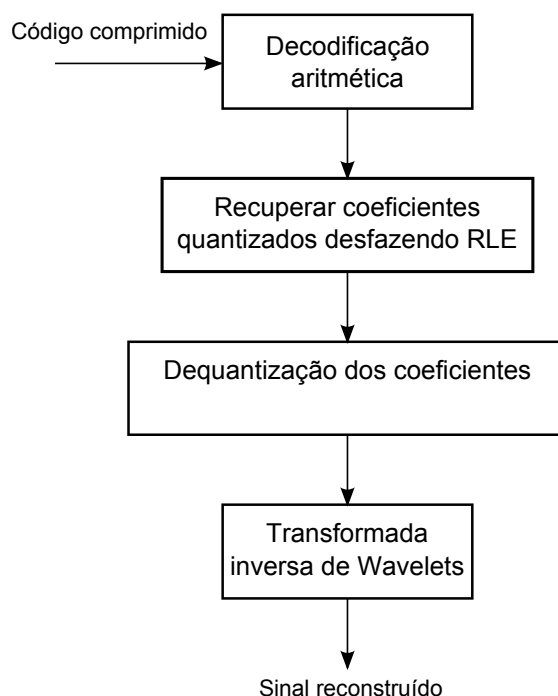 Código comprimido
Decodificação
aritmética
Recuperar coeficientes
quantizados desfazendo RLE
Dequantização dos coeficientes
Transformada
inversa de Wavelets
Sinal reconstruído